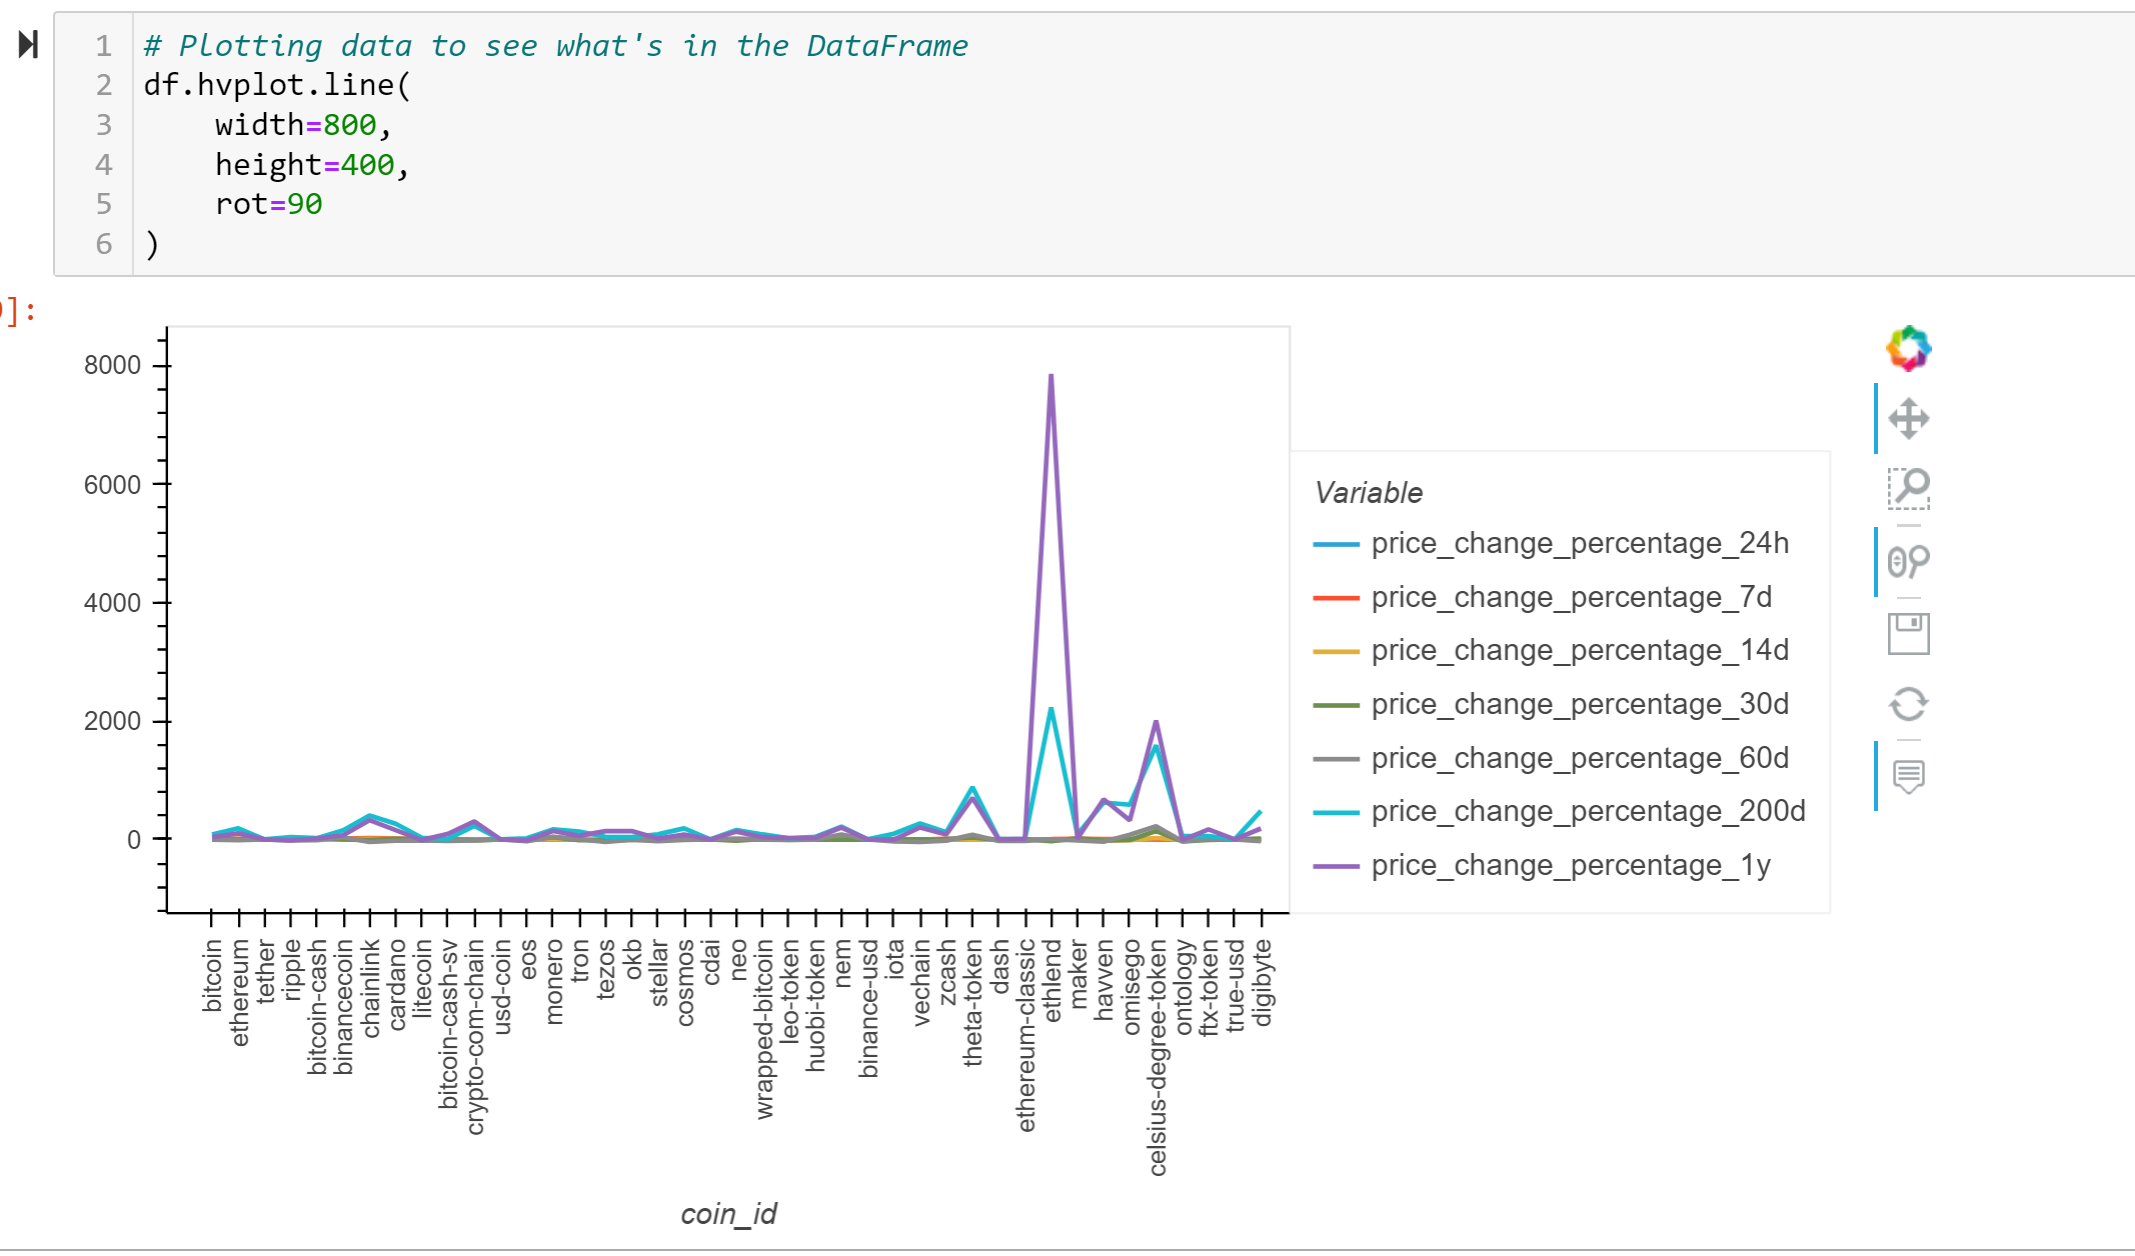 1 # Plotting data to see what's in the DataFrame
2 df.hvplot.line(
3     width=800,
4     height=400,
5     rot=90
6 )
]:
8000
6000
4000
2000
0
Variable
price_change_percentage_24h
price_change_percentage_7d
price_change_percentage_14d
price_change_percentage_30d
price_change_percentage_60d
price_change_percentage_200d
price_change_percentage_1y
bitcoin
ethereum
tether
ripple
bitcoin-cash
binancecoin
chainlink
cardano
litecoin
bitcoin-cash-sv
crypto-com-chain
usd-coin
eos
monero
tron
tezos
okb
stellar
cosmos
cdai
neo
wrapped-bitcoin
leo-token
huobi-token
nem
binance-usd
iota
vechain
zcash
theta-token
dash
ethereum-classic
ethlend
maker
havven
omisego
celsius-degree-token
ontology
ftx-token
true-usd
digibyte
coin_id